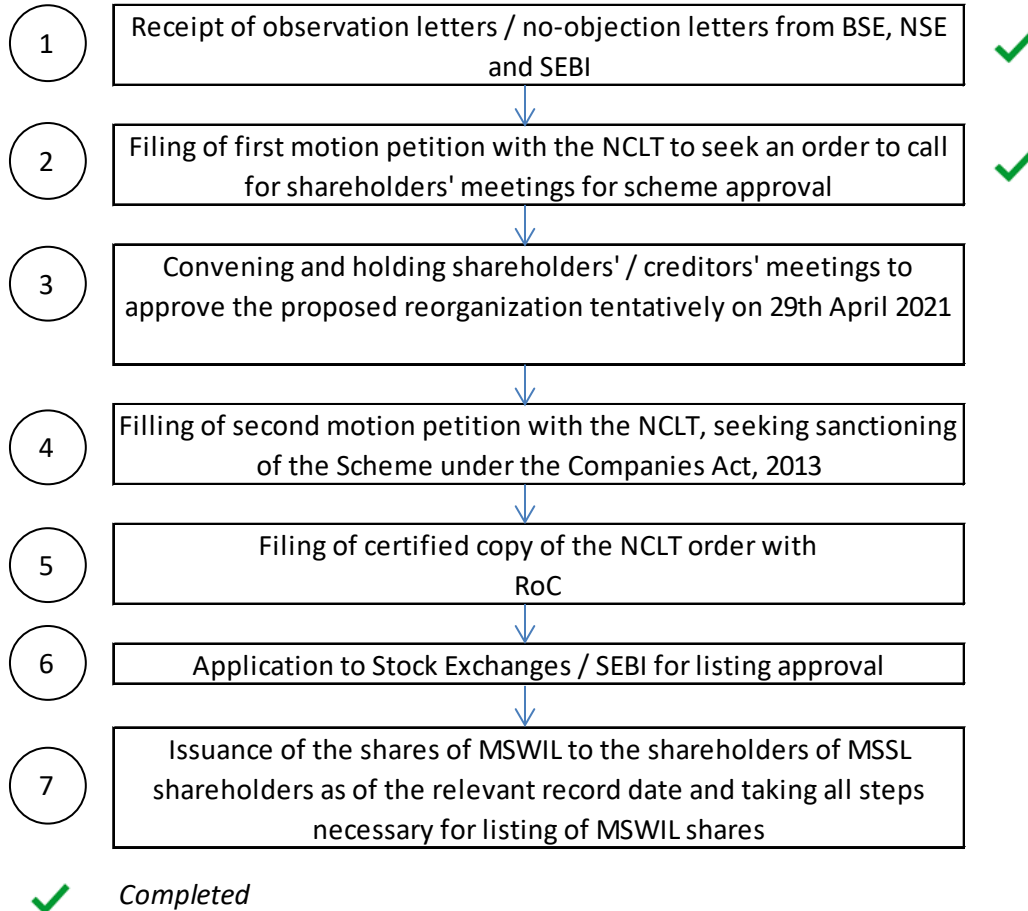 1
Receipt of observation letters / no-objection letters from BSE, NSE
and SEBI
2
Filing of first motion petition with the NCLT to seek an order to call
for shareholders' meetings for scheme approval
3
Convening and holding shareholders' / creditors' meetings to
approve the proposed reorganization tentatively on 29th April 2021
4
Filling of second motion petition with the NCLT, seeking sanctioning
of the Scheme under the Companies Act, 2013
5
Filing of certified copy of the NCLT order with
RoC
6
Application to Stock Exchanges / SEBI for listing approval
7
Issuance of the shares of MSWIL to the shareholders of MSSL
shareholders as of the relevant record date and taking all steps
necessary for listing of MSWIL shares
Completed